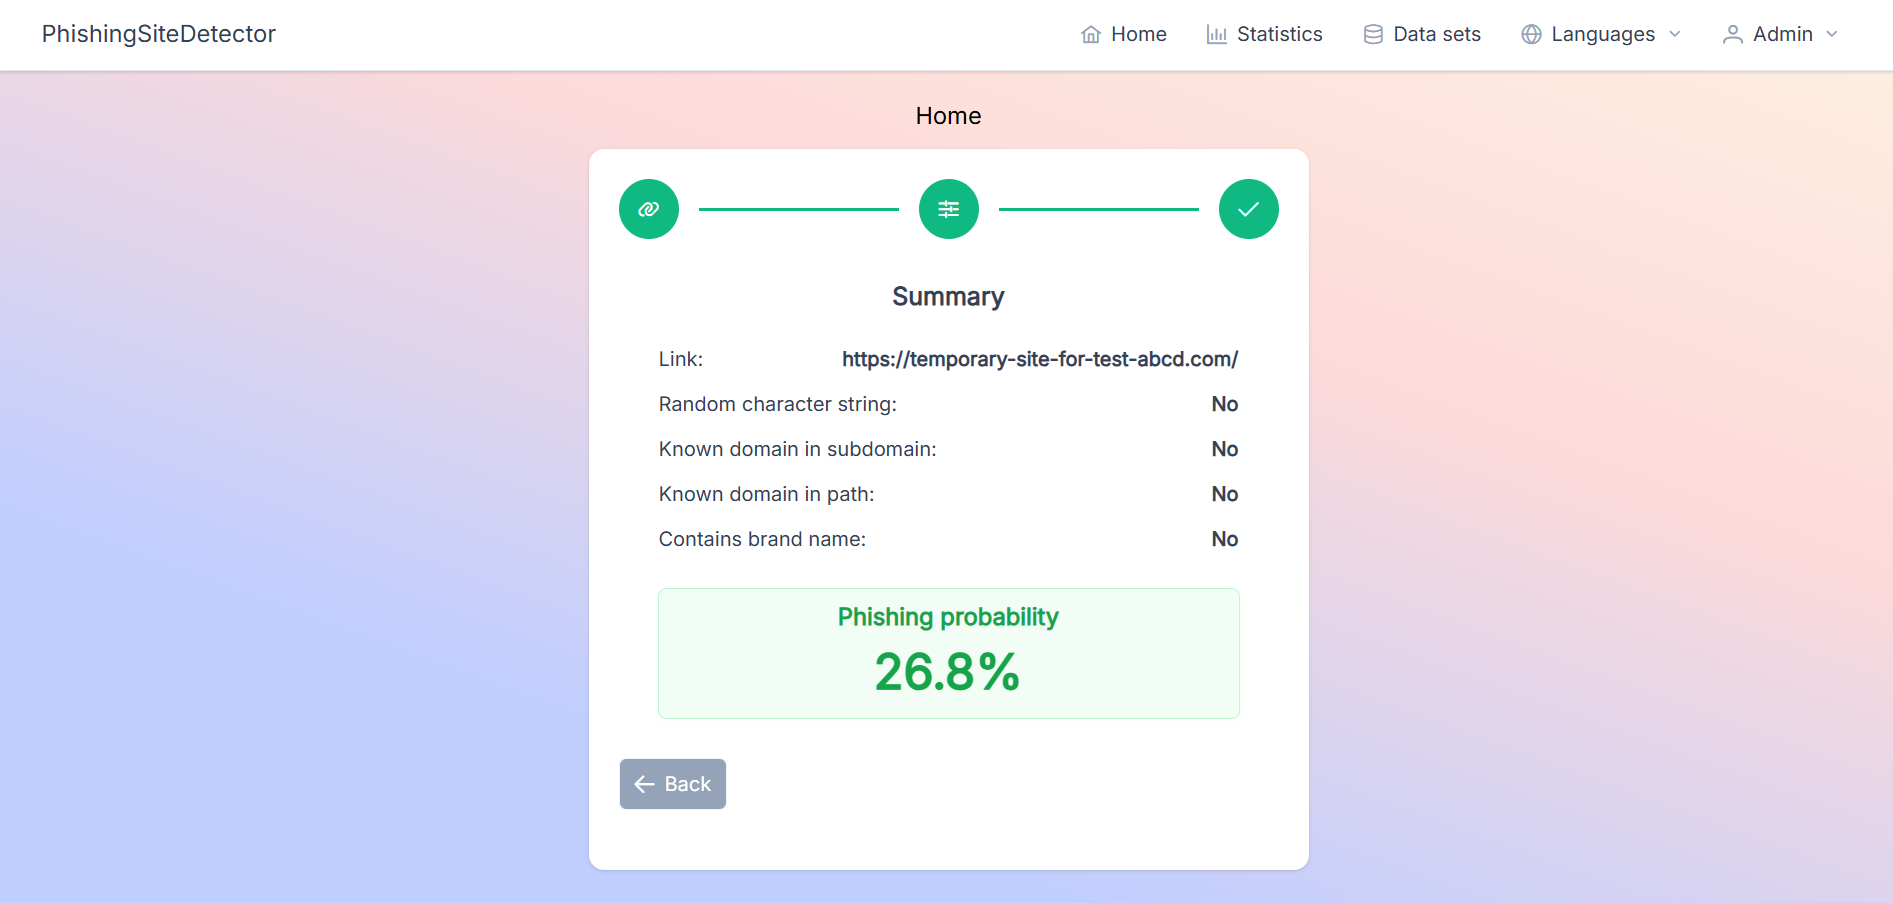 PhishingSiteDetector Home Statistics Data sets Languages Admin
Home
Summary
Link: https://temporary-site-for-test-abcd.com/
Random character string: No
Known domain in subdomain: No
Known domain in path: No
Contains brand name: No
Phishing probability
26.8%
Back